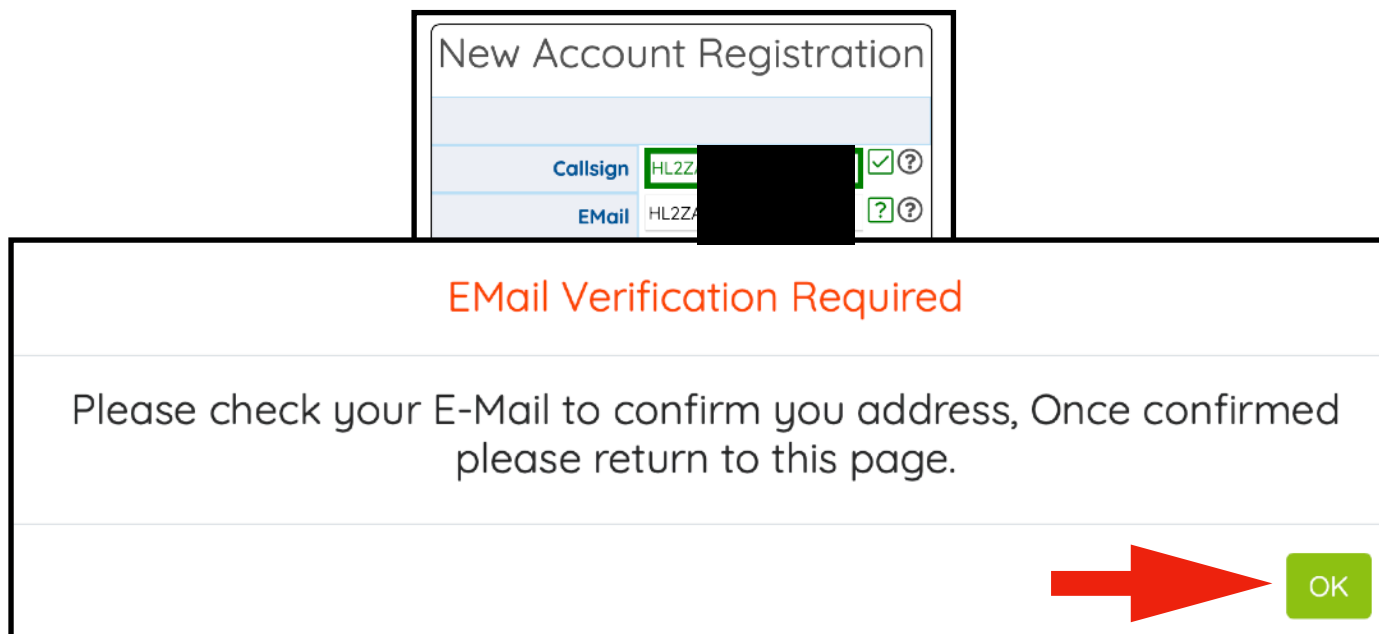 New Account Registration
Callsign HL2Z
EMail HL2ZA
EMail Verification Required
Please check your E-Mail to confirm you address, Once confirmed
please return to this page.
OK